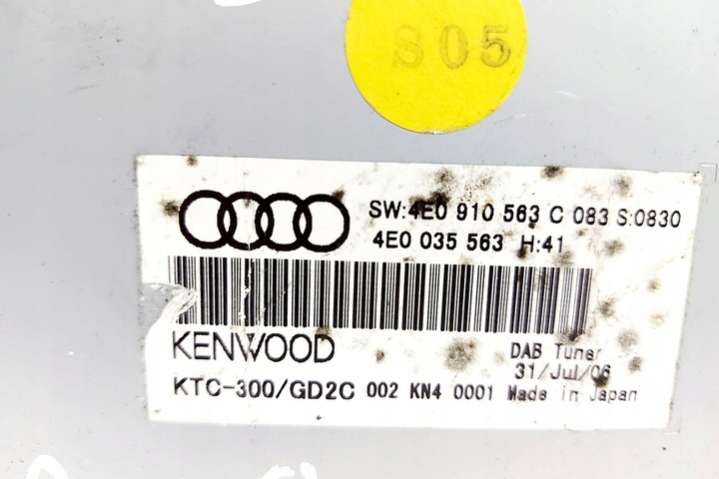 S05
SW:4E0 910 563 C 083 S:0830
4E0 035 563 H:41
KENWOOD
DAB Tuner
31/Jul/06
KTC-300/GD2C 002 KN4 0001 Made in Japan